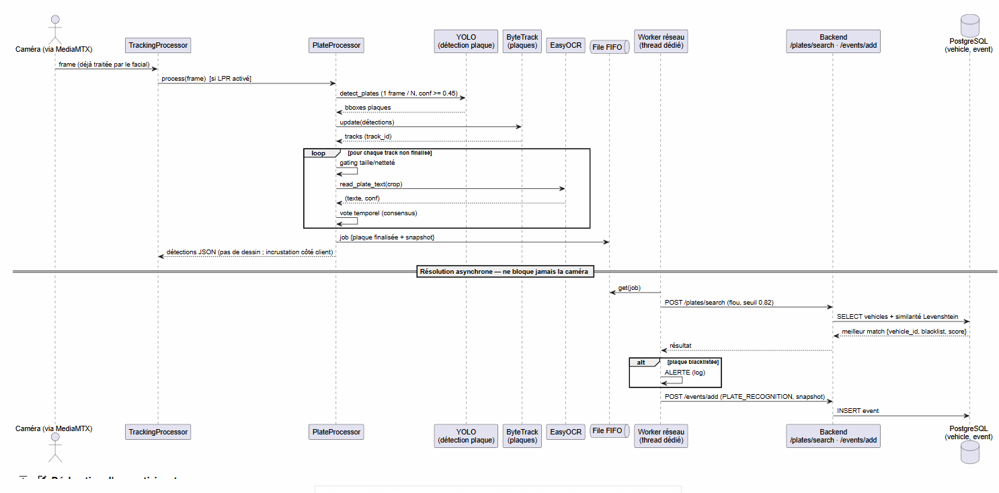 Caméra (via MediaMTX)
TrackingProcessor
PlateProcessor
YOLO
(détection plaque)
ByteTrack
(plaques)
EasyOCR
File FIFO
Worker réseau
(thread dédié)
Backend
/plates/search · /events/add
PostgreSQL
(vehicle, event)
frame (déjà traitée par le facial)
process(frame) [si LPR activé]
detect_plates (1 frame / N, conf >= 0.45)
bboxes plaques
update(détections)
tracks (track_id)
loop
[pour chaque track non finalisé]
gating taille/netteté
read_plate_text(crop)
(texte, conf)
vote temporel (consensus)
job {plaque finalisée + snapshot}
détections JSON (pas de dessin ; incrustation côté client)
Résolution asynchrone — ne bloque jamais la caméra
get(job)
POST /plates/search (flou, seuil 0.82)
SELECT vehicles + similarité Levenshtein
meilleur match {vehicle_id, blacklist, score}
résultat
alt
[plaque blacklistée]
ALERTE (log)
POST /events/add (PLATE_RECOGNITION, snapshot)
INSERT event
Caméra (via MediaMTX)
TrackingProcessor
PlateProcessor
YOLO
(détection plaque)
ByteTrack
(plaques)
EasyOCR
File FIFO
Worker réseau
(thread dédié)
Backend
/plates/search · /events/add
PostgreSQL
(vehicle, event)